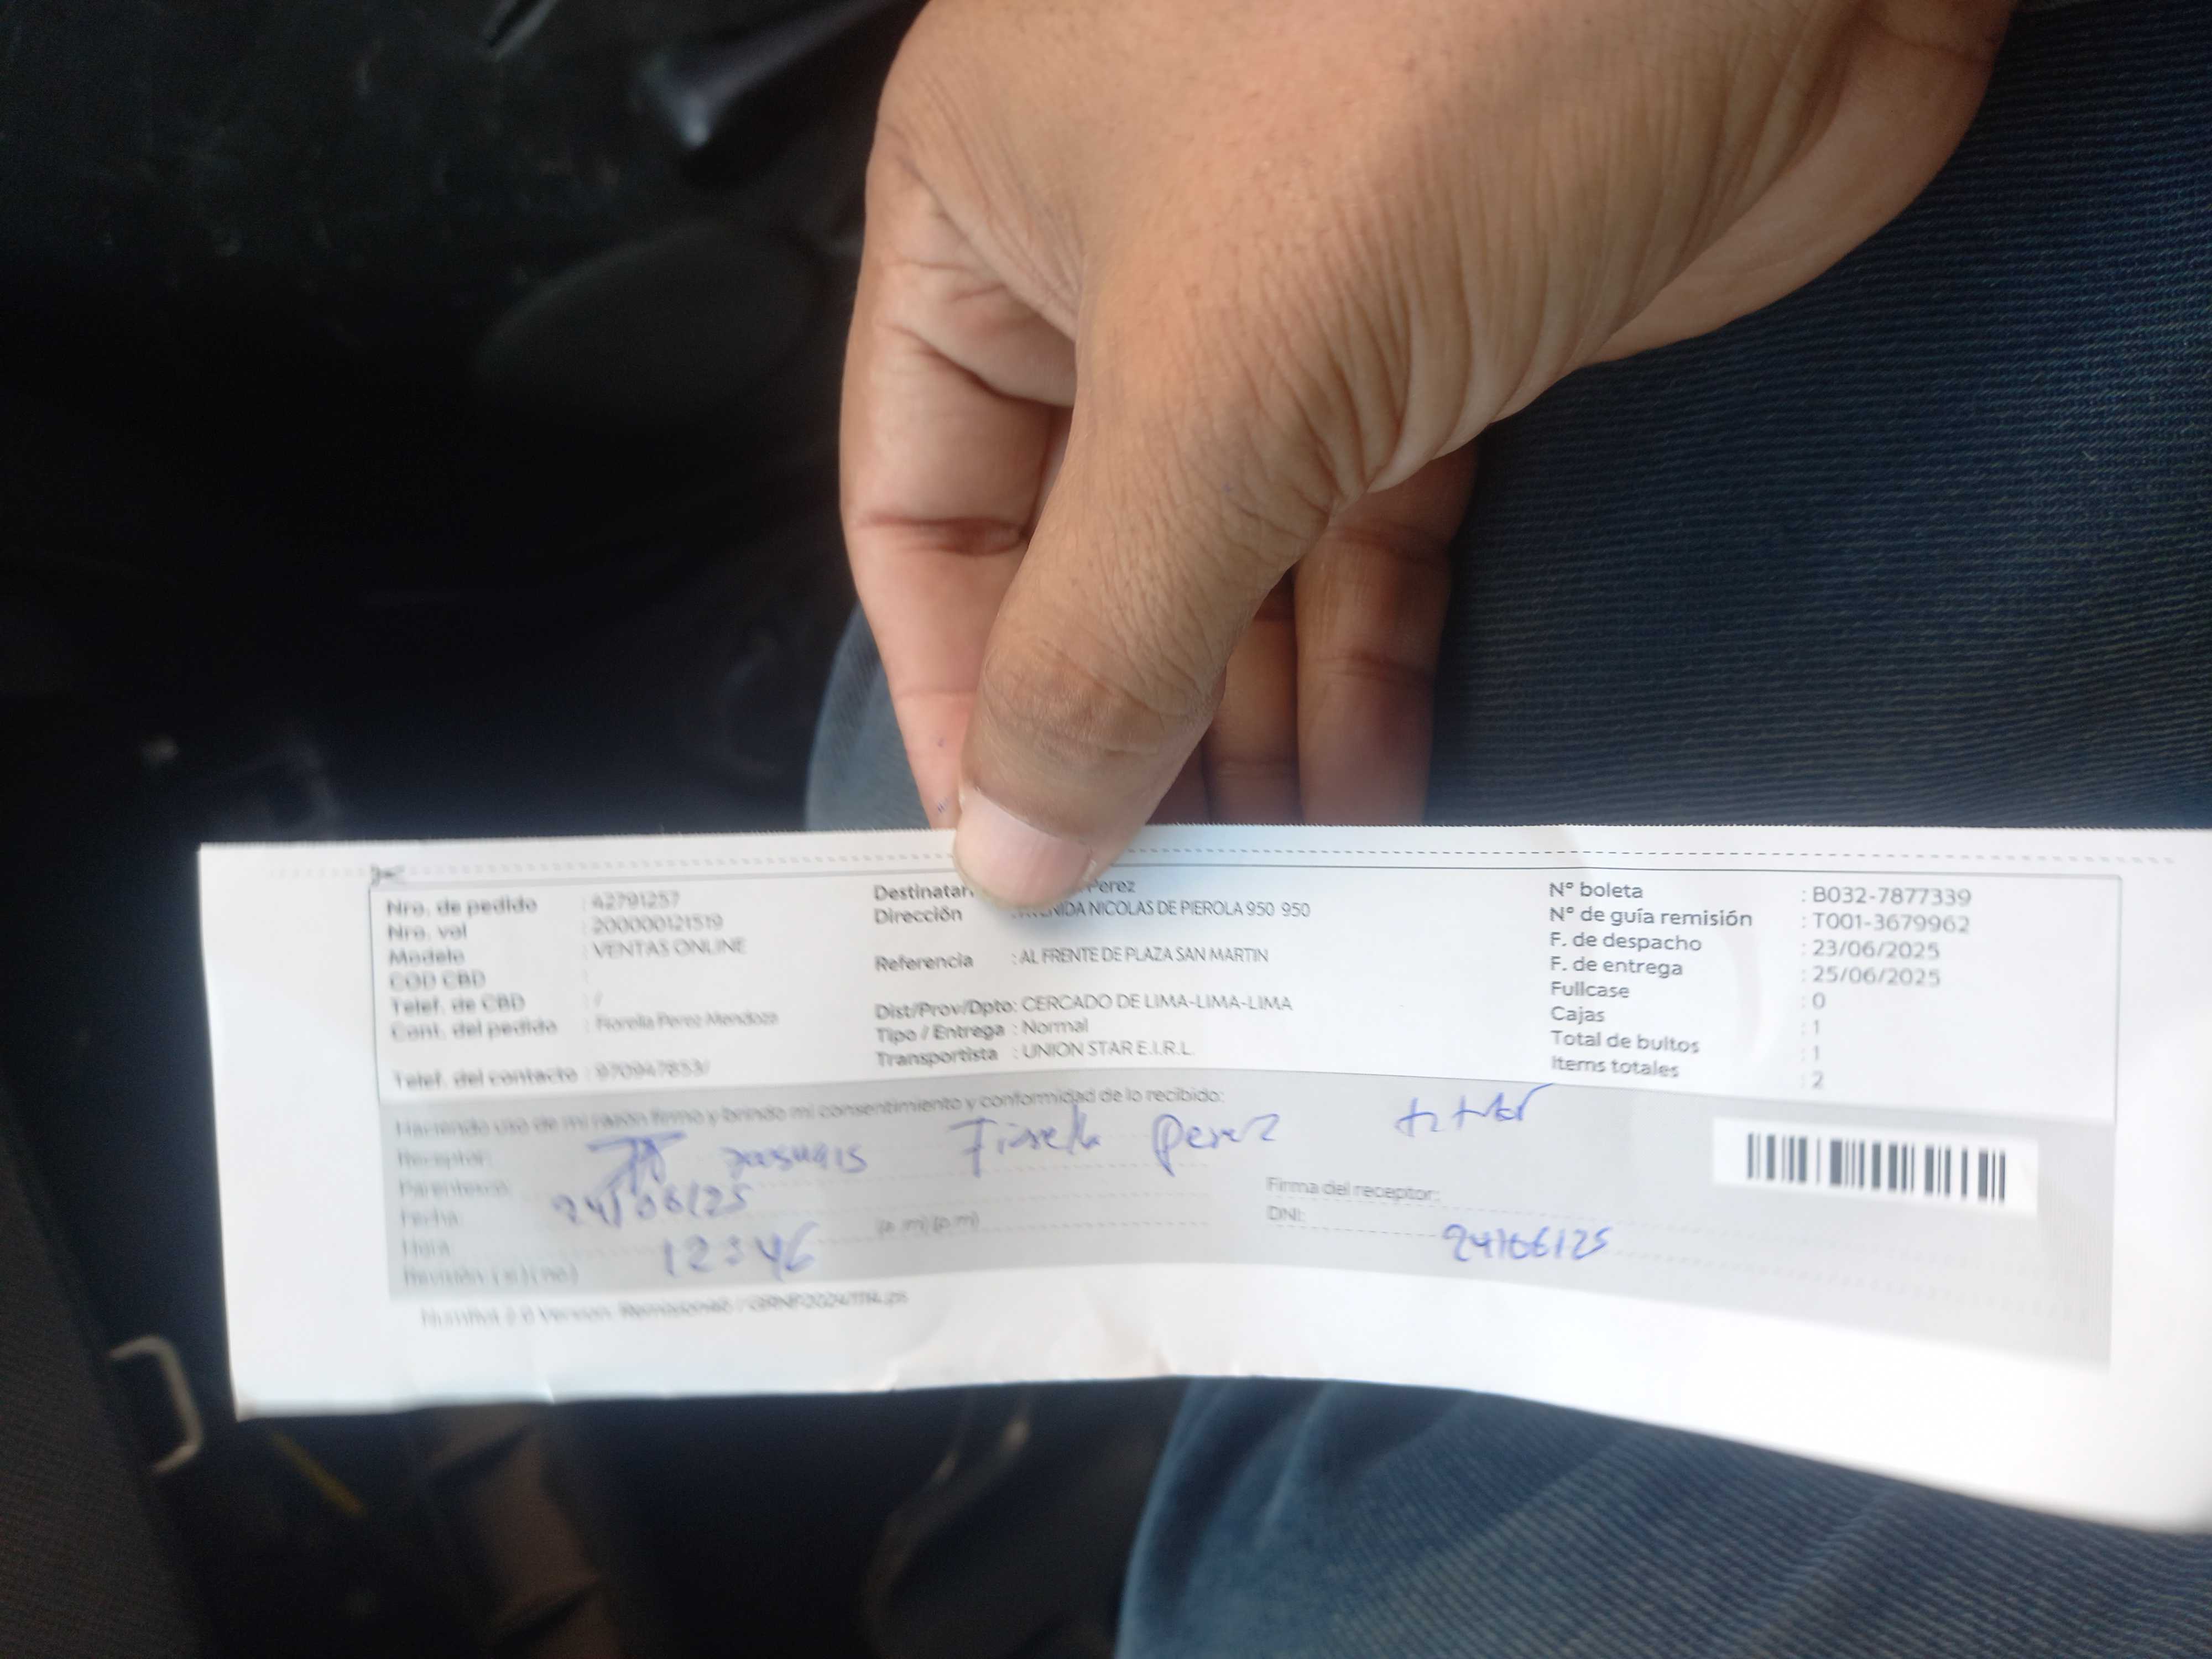 Nro. de pedido : 42791257
Nro. vol : 200000121519
Modelo : VENTAS ONLINE
COD CBD :
Telef. de CBD : /
Cont. del pedido : Fiorella Perez Mendoza
Telef. del contacto : 970947853/
Destinatar Perez
Dirección : AVENIDA NICOLAS DE PIEROLA 950 950
Referencia : AL FRENTE DE PLAZA SAN MARTIN
Dist/Prov/Dpto: CERCADO DE LIMA-LIMA-LIMA
Tipo / Entrega : Normal
Transportista : UNION STAR E.I.R.L.
N° boleta : B032-7877339
N° de guía remisión : T001-3679962
F. de despacho : 23/06/2025
F. de entrega : 25/06/2025
Fullcase : 0
Cajas : 1
Total de bultos : 1
Items totales : 2
Haciendo uso de mi razón firmo y brindo mi consentimiento y conformidad de lo recibido:
Receptor: Fiorella Perez titular
Parentesco:
Fecha: 24/06/25
Hora: 12:46 (a.m) (p.m)
Revisión: (si) (no)
Firma del receptor:
DNI: 24/06/25